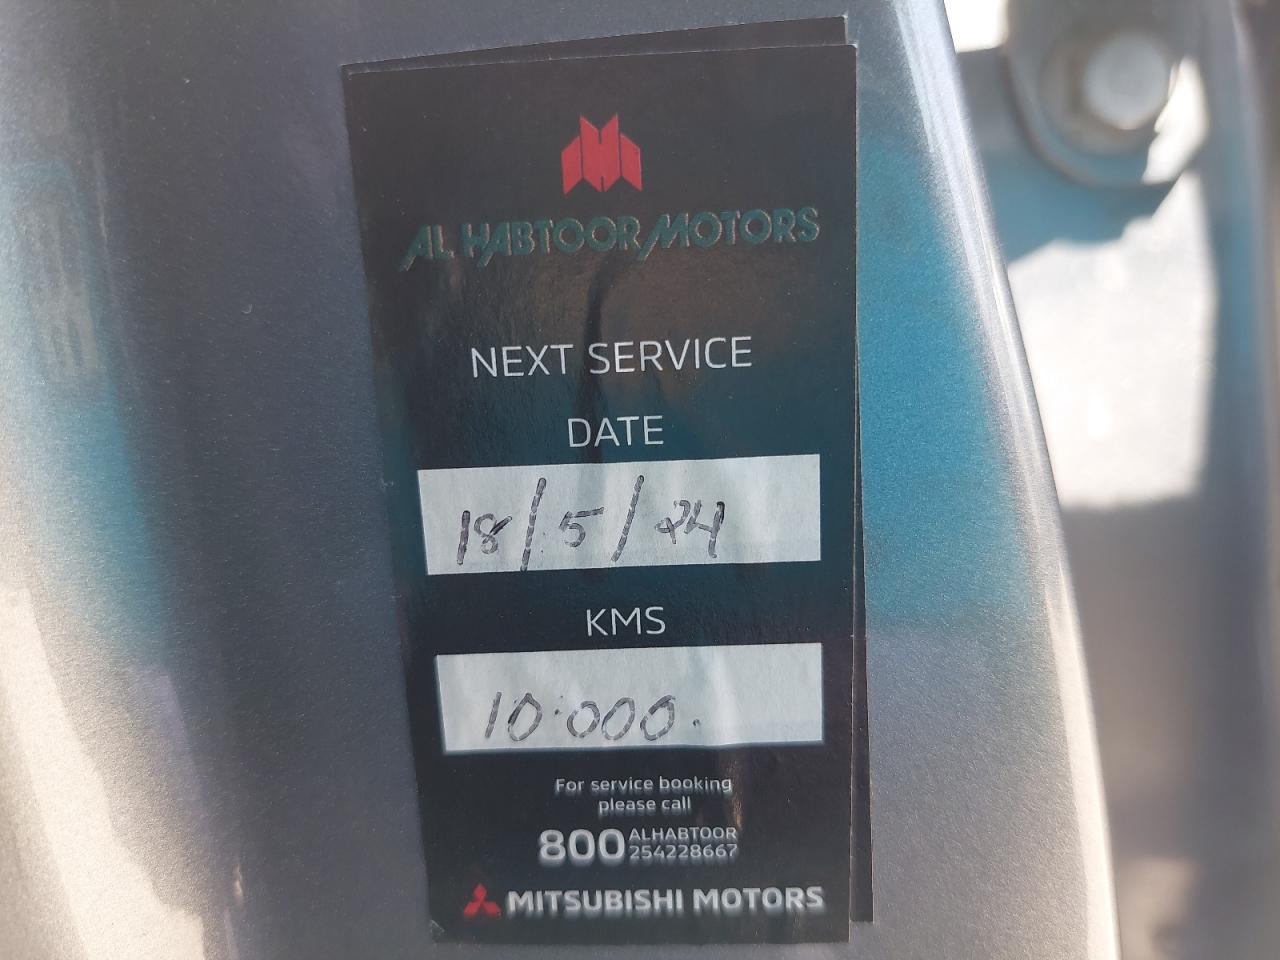 AL HABTOOR MOTORS
NEXT SERVICE
DATE
18/5/24
KMS
10.000.
For service booking
please call
800 ALHABTOOR
254228667
MITSUBISHI MOTORS